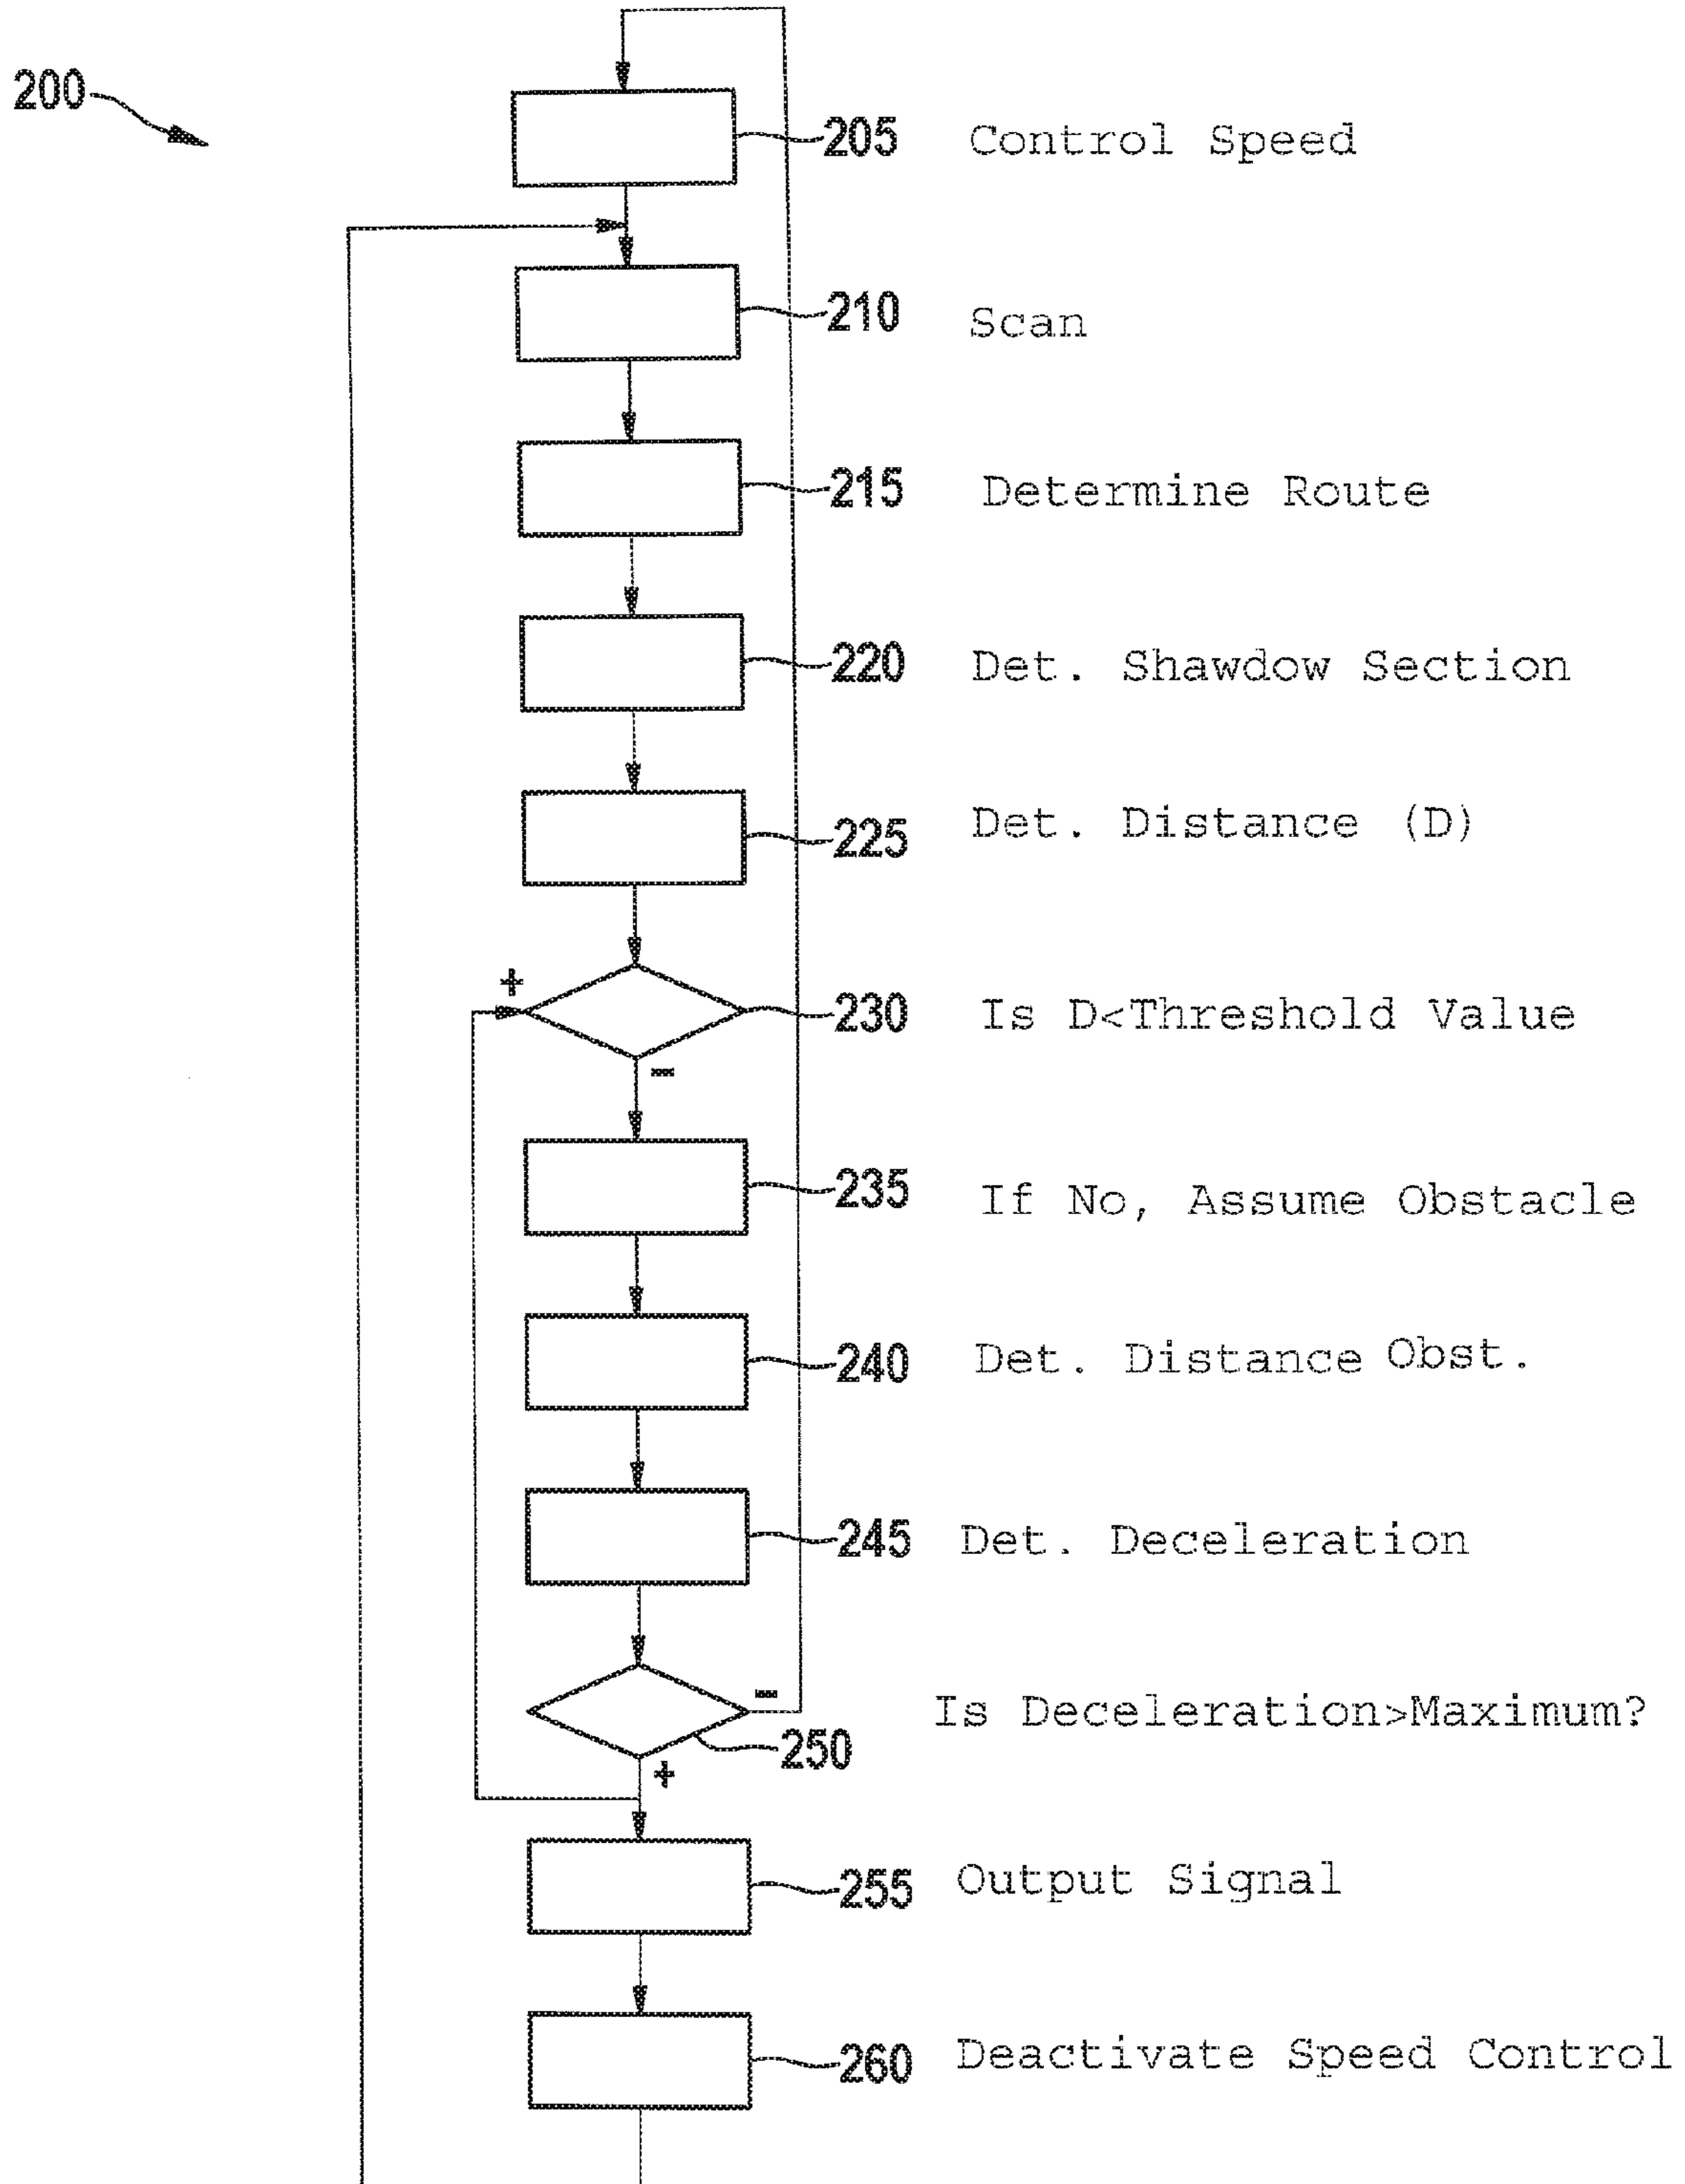 200
205 Control Speed
210 Scan
215 Determine Route
220 Det. Shawdow Section
225 Det. Distance (D)
+
230 Is D<Threshold Value
-
235 If No, Assume Obstacle
240 Det. Distance Obst.
245 Det. Deceleration
-
Is Deceleration>Maximum?
250
+
255 Output Signal
260 Deactivate Speed Control